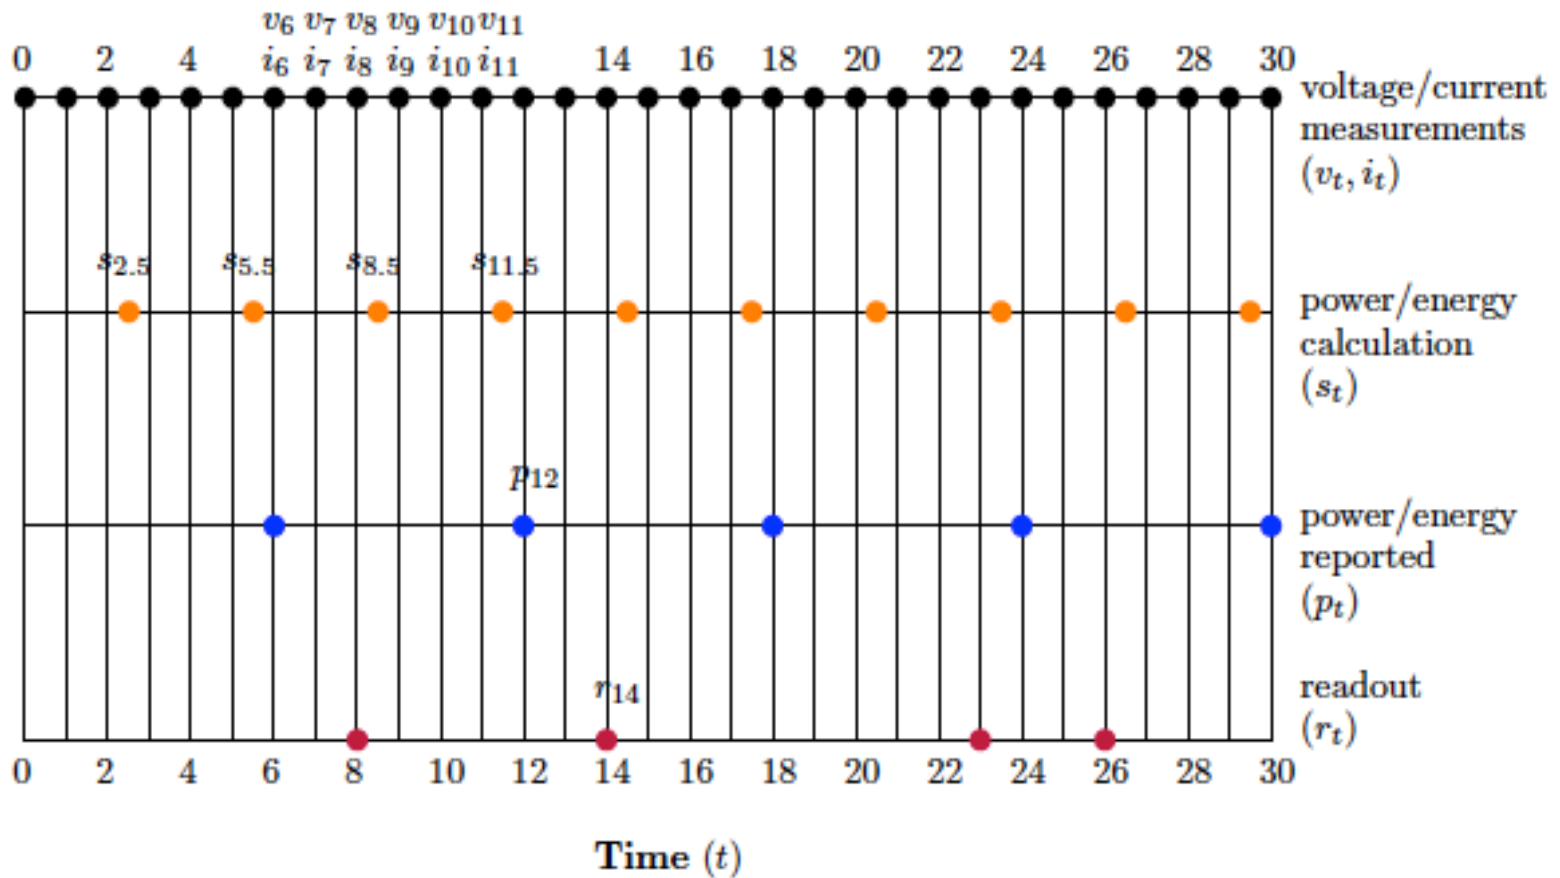 v₆ v₇ v₈ v₉ v₁₀ v₁₁
0 2 4 i₆ i₇ i₈ i₉ i₁₀ i₁₁ 14 16 18 20 22 24 26 28 30
voltage/current
measurements
(vₜ, iₜ)
s₂.₅ s₅.₅ s₈.₅ s₁₁.₅
power/energy
calculation
(sₜ)
p₁₂
power/energy
reported
(pₜ)
r₁₄
readout
(rₜ)
0 2 4 6 8 10 12 14 16 18 20 22 24 26 28 30
Time (t)